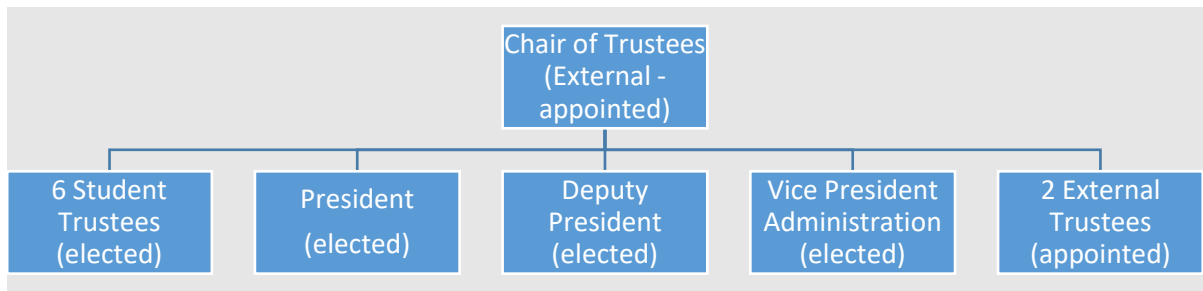 Chair of Trustees
(External -
appointed)
6 Student
Trustees
(elected)
President
(elected)
Deputy
President
(elected)
Vice President
Administration
(elected)
2 External
Trustees
(appointed)